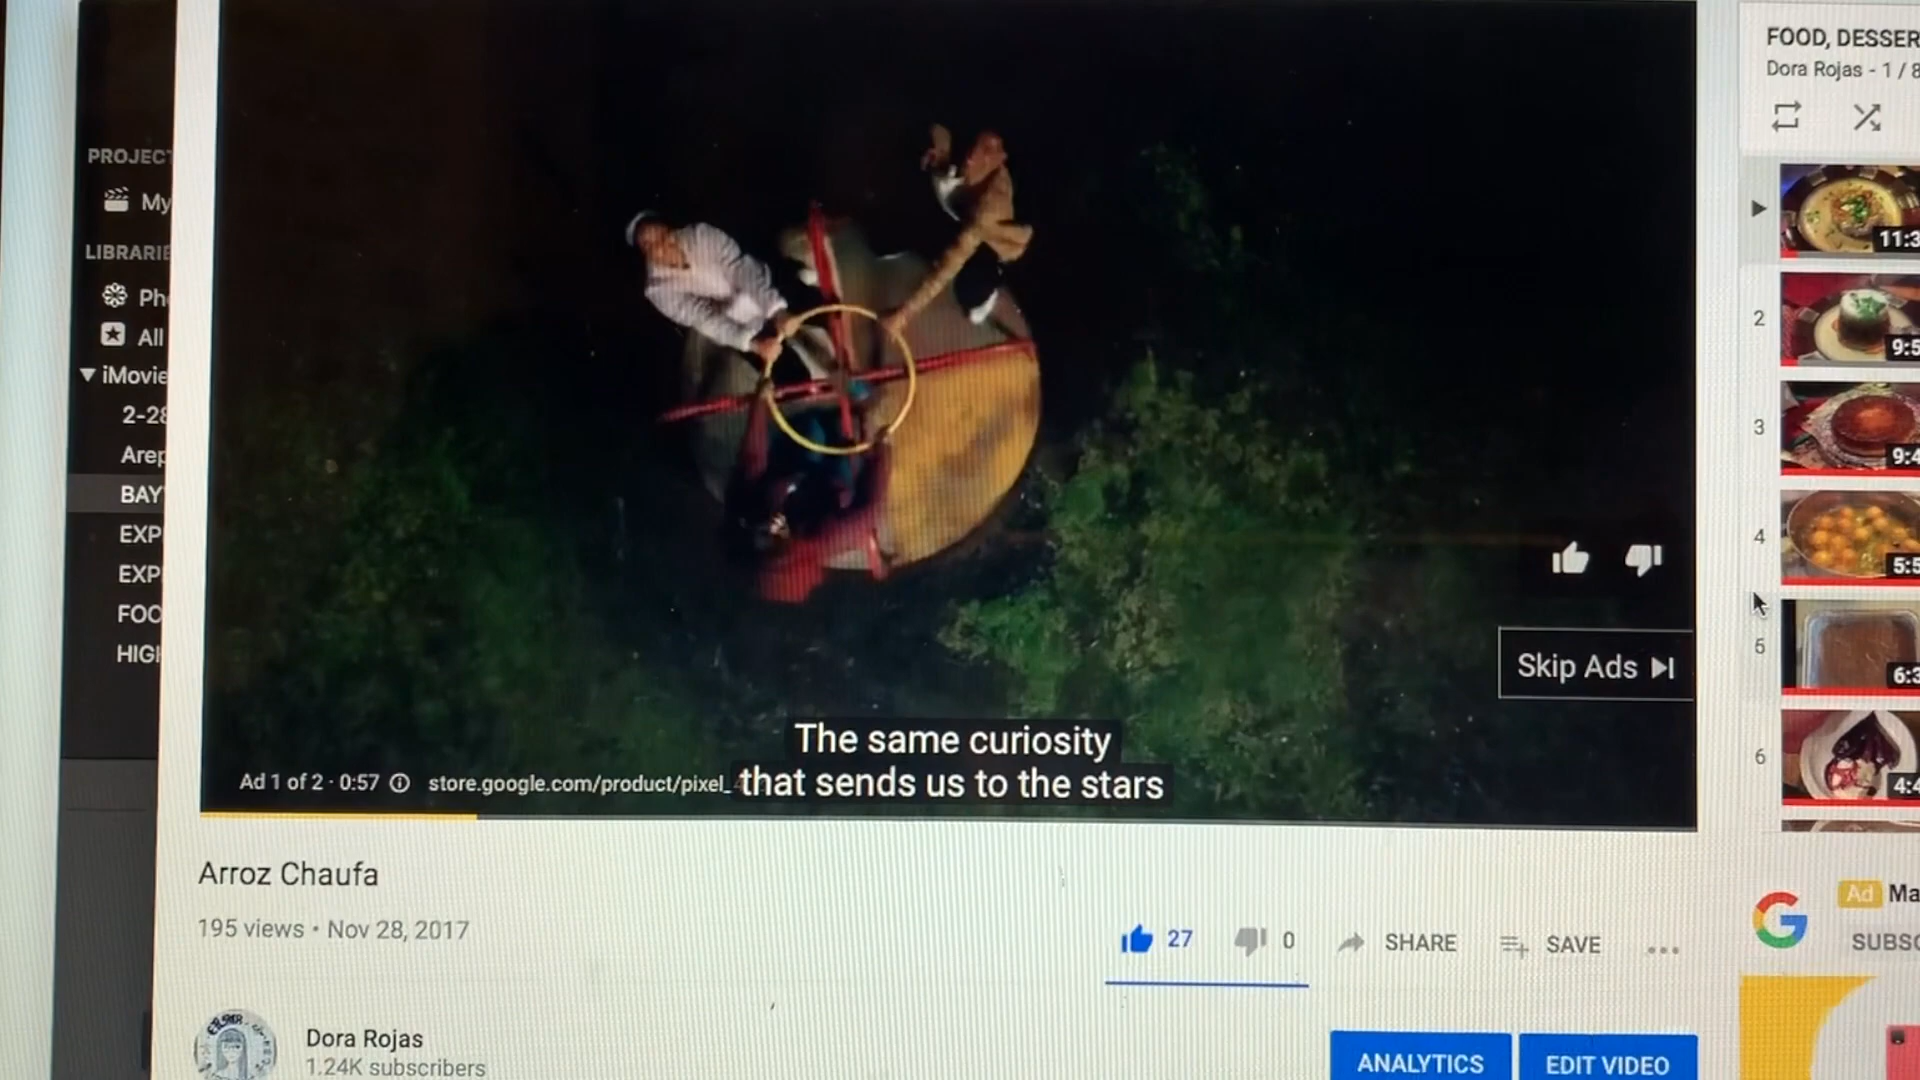 PROJECT
My
LIBRARIE
Pho
All
iMovie
2-28
Arep
BAY
EXP
EXP
FOO
HIGH
The same curiosity
that sends us to the stars
Skip Ads
Ad 1 of 2 · 0:57 store.google.com/product/pixel_
Arroz Chaufa
195 views • Nov 28, 2017
27 0 SHARE SAVE
Dora Rojas
1.24K subscribers
ANALYTICS EDIT VIDEO
FOOD, DESSER
Dora Rojas - 1 / 8
11:3
2 9:5
3 9:4
4 5:5
5 6:3
6 4:4
Ad Ma
SUBSC